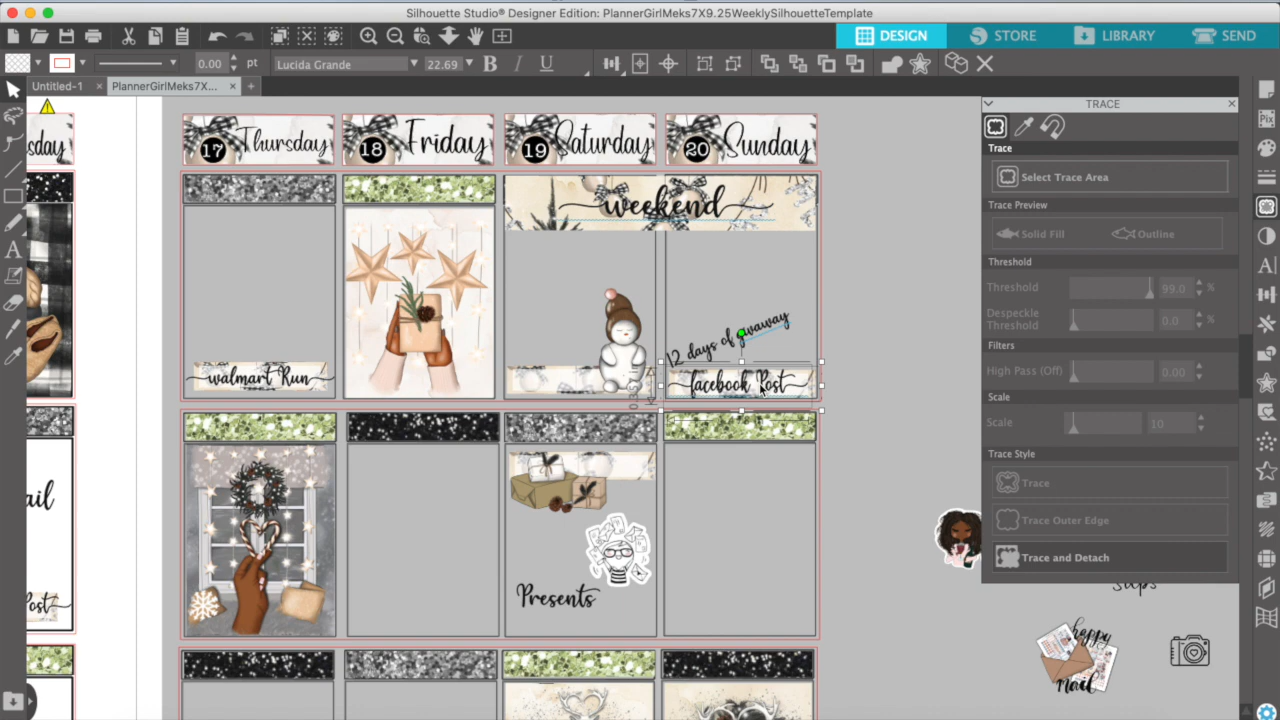 Silhouette Studio® Designer Edition: PlannerGirlMeks7X9.25WeeklySilhouetteTemplate
DESIGN
STORE
LIBRARY
SEND
0.00 pt
Lucida Grande
22.69
B I U
Untitled-1
PlannerGirlMeks7X...
TRACE
Trace
Select Trace Area
Trace Preview
Solid Fill
Outline
Threshold
Threshold 99.0 %
Despeckle Threshold 0.0 %
Filters
High Pass (Off) 0.00
Scale
Scale 10
Trace Style
Trace
Trace Outer Edge
Trace and Detach
sday
17 Thursday
18 Friday
19 Saturday
20 Sunday
weekend
12 days of
walmart Run
facebook Post
ail
Post
Presents
happy
mail